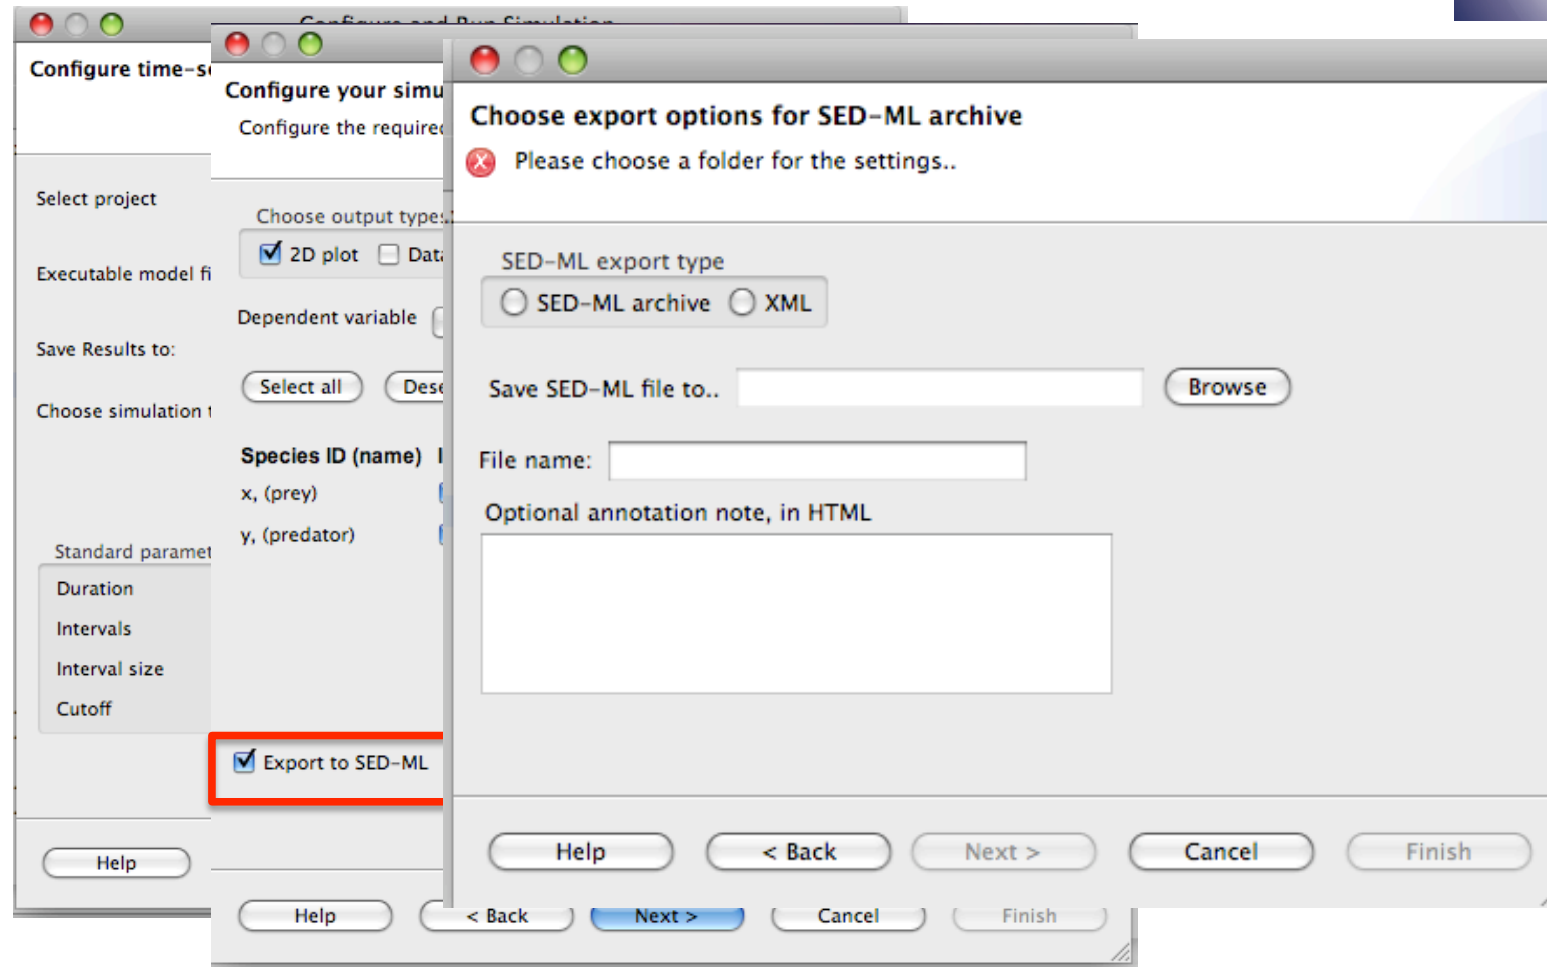 Configure and Run Simulation
Configure time-s
Select project
Executable model fi
Save Results to:
Choose simulation t
Standard paramet
Duration
Intervals
Interval size
Cutoff
Help
Configure your simu
Configure the required
Choose output types:
2D plot Data
Dependent variable
Select all Dese
Species ID (name)
x, (prey)
y, (predator)
Export to SED-ML
Help < Back Next > Cancel Finish
Choose export options for SED-ML archive
Please choose a folder for the settings..
SED-ML export type
SED-ML archive XML
Save SED-ML file to.. Browse
File name:
Optional annotation note, in HTML
Help < Back Next > Cancel Finish